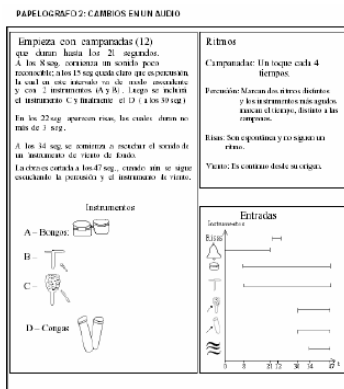 PAPELOGRAFO 2: CAMBIOS EN UN AUDIO
Empieza con campanadas (12)
que duran hasta los 21 segundos.
A los 8 seg. comienza un sonido poco
reconocible; a los 15 seg queda claro que es percusión,
la cual en este intervalo va de modo ascendente
y con 2 instrumentos (A y B). Luego se incluirá
el instrumento C y finalmente el D (a los 30 seg)
En los 22 seg aparecen risas, las cuales duran no
más de 3 seg.
A los 34 seg. se comienza a escuchar el sonido de
un instrumento de viento de fondo.
La obra es cortada a los 47 seg., cuando aún se sigue
escuchando la percusión y el instrumento de viento.
Instrumentos
A – Bongos:
B –
C –
D – Congas
Ritmos
Campanadas: Un toque cada 4
tiempos.
Percusión: Marcan dos ritmos distintos
y los instrumentos más agudos
marcan el tiempo, distinto a las
campanas.
Risas: Son espontáneas y no siguen un
ritmo.
Viento: Es continuo desde su origen.
Entradas
Instrumentos
Risas
0 8 21 22 30 34 47 t